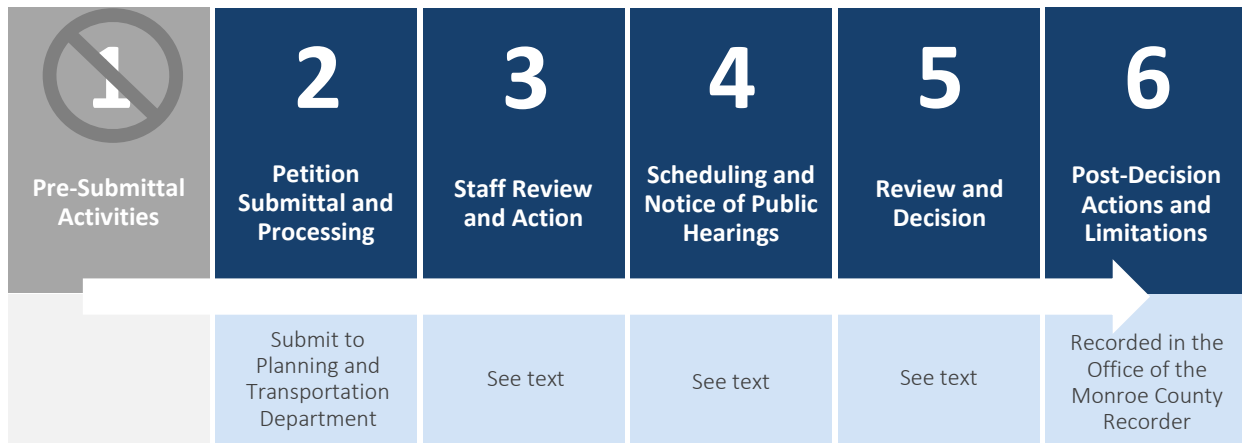 1
Pre-Submittal
Activities
2
Petition
Submittal and
Processing
Submit to
Planning and
Transportation
Department
3
Staff Review
and Action
See text
4
Scheduling and
Notice of Public
Hearings
See text
5
Review and
Decision
See text
6
Post-Decision
Actions and
Limitations
Recorded in the
Office of the
Monroe County
Recorder